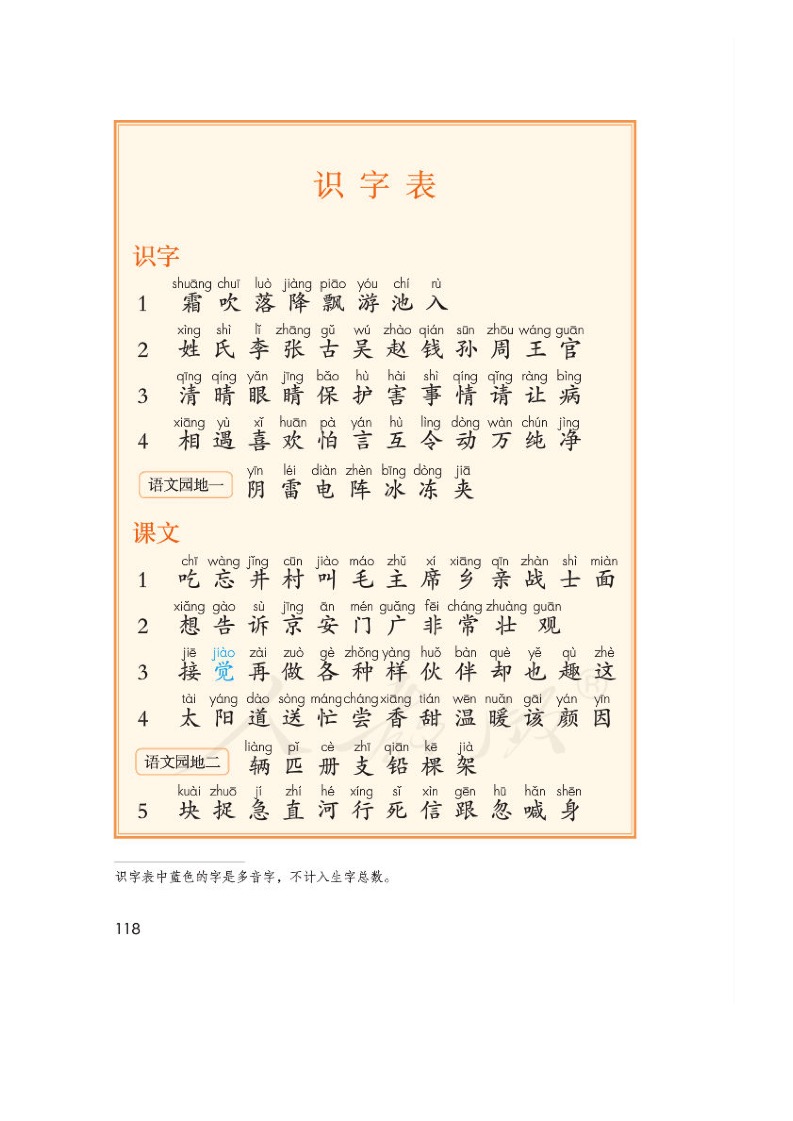 识字表
识字
shuāng chuī luò jiàng piāo yóu chí rù
1 霜 吹 落 降 飘 游 池 入
xìng shì lǐ zhāng gǔ wú zhào qián sūn zhōu wáng guān
2 姓 氏 李 张 古 吴 赵 钱 孙 周 王 官
qīng qíng yǎn jīng bǎo hù hài shì qíng qǐng ràng bìng
3 清 晴 眼 睛 保 护 害 事 情 请 让 病
xiāng yù xǐ huān pà yán hù lìng dòng wàn chún jìng
4 相 遇 喜 欢 怕 言 互 令 动 万 纯 净
yīn léi diàn zhèn bīng dòng jiā
语文园地一 阴 雷 电 阵 冰 冻 夹
课文
chī wàng jǐng cūn jiào máo zhǔ xí xiāng qīn zhàn shì miàn
1 吃 忘 井 村 叫 毛 主 席 乡 亲 战 士 面
xiǎng gào sù jīng ān mén guǎng fēi cháng zhuàng guān
2 想 告 诉 京 安 门 广 非 常 壮 观
jiē jiào zài zuò gè zhǒng yàng huǒ bàn què yě qù zhè
3 接 觉 再 做 各 种 样 伙 伴 却 也 趣 这
tài yáng dào sòng máng cháng xiāng tián wēn nuǎn gāi yán yīn
4 太 阳 道 送 忙 尝 香 甜 温 暖 该 颜 因
liàng pǐ cè zhī qiān kē jià
语文园地二 辆 匹 册 支 铅 棵 架
kuài zhuō jí zhí hé xíng sǐ xìn gēn hū hǎn shēn
5 块 捉 急 直 河 行 死 信 跟 忽 喊 身
人教版®
识字表中蓝色的字是多音字，不计入生字总数。
118